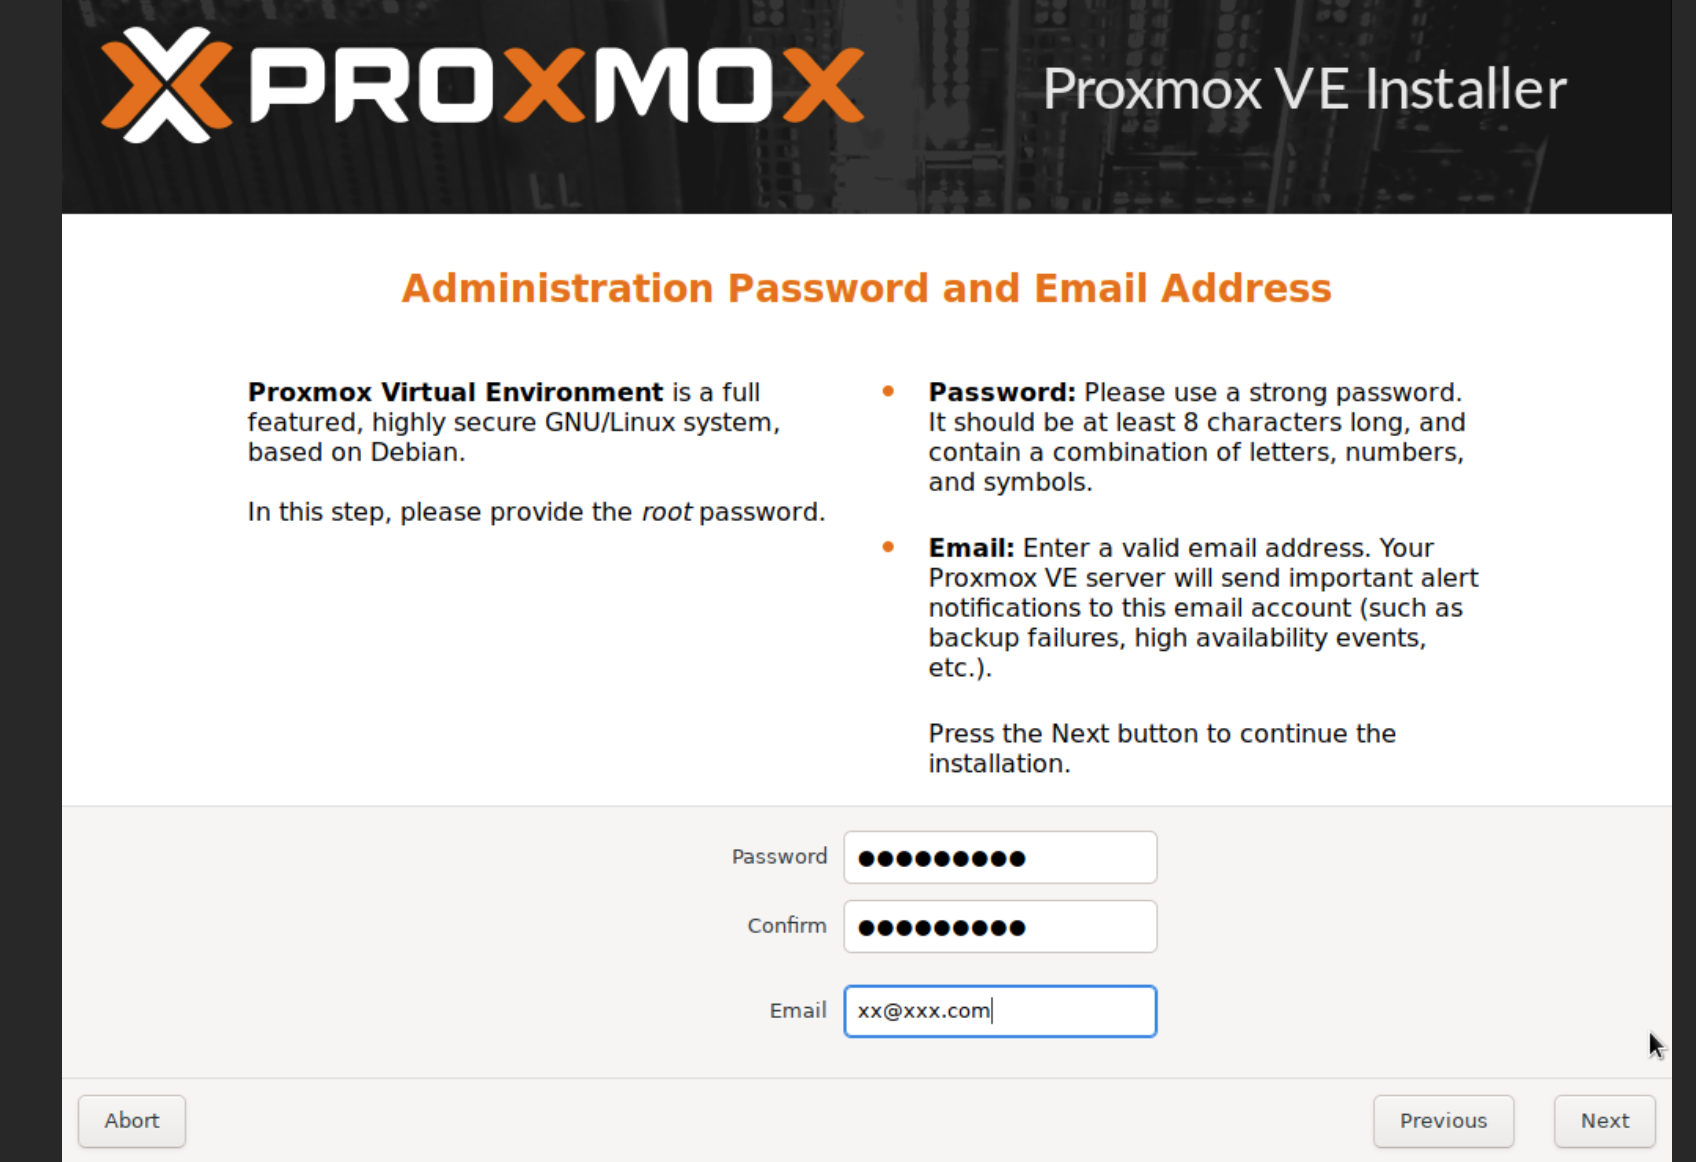 PROXMOX
Proxmox VE Installer
Administration Password and Email Address
Proxmox Virtual Environment is a full
featured, highly secure GNU/Linux system,
based on Debian.
In this step, please provide the root password.
Password: Please use a strong password.
It should be at least 8 characters long, and
contain a combination of letters, numbers,
and symbols.
Email: Enter a valid email address. Your
Proxmox VE server will send important alert
notifications to this email account (such as
backup failures, high availability events,
etc.).
Press the Next button to continue the
installation.
Password ●●●●●●●●●
Confirm ●●●●●●●●●
Email xx@xxx.com
Abort
Previous
Next